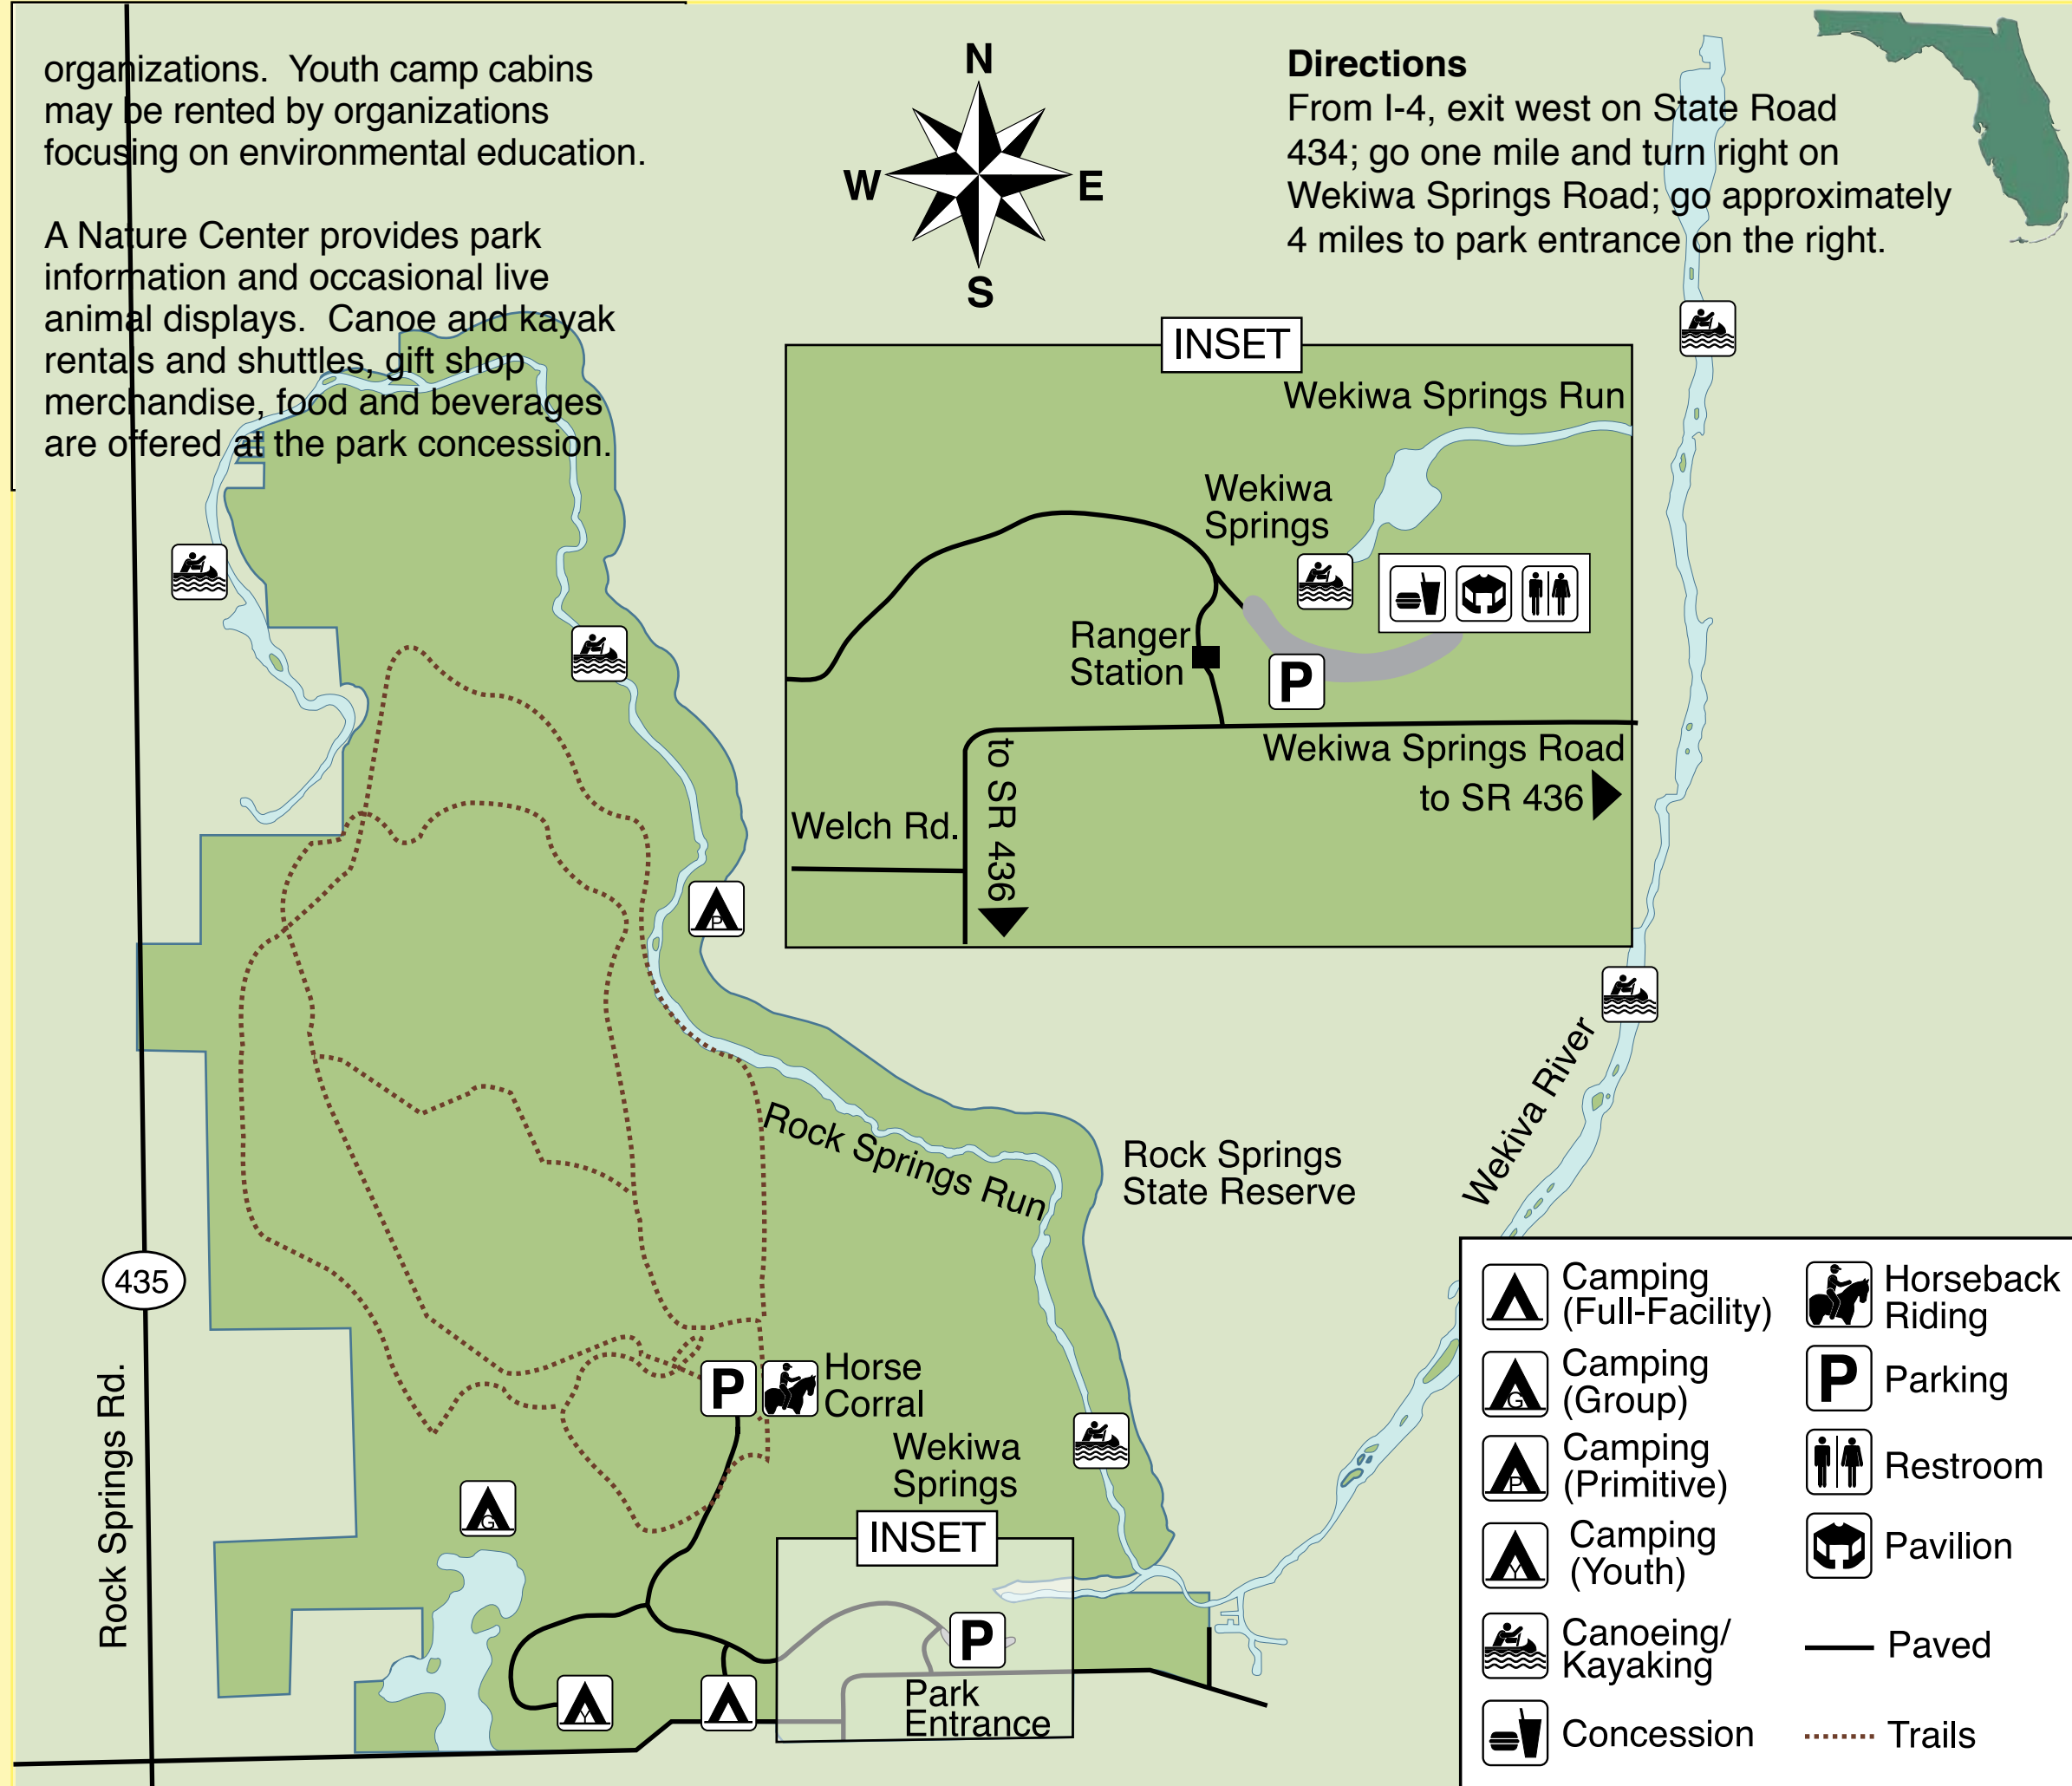 organizations.  Youth camp cabins
may be rented by organizations
focusing on environmental education.
A Nature Center provides park
information and occasional live
animal displays.  Canoe and kayak
rentals and shuttles, gift shop
merchandise, food and beverages
are offered at the park concession.
N
W
E
S
Directions
From I-4, exit west on State Road
434; go one mile and turn right on
Wekiwa Springs Road; go approximately
4 miles to park entrance on the right.
INSET
Wekiwa Springs Run
Wekiwa
Springs
Ranger
Station
P
Wekiwa Springs Road
to SR 436
to SR 436
Welch Rd.
P
Rock Springs Run
Rock Springs
State Reserve
Wekiva River
435
Rock Springs Rd.
P
Horse
Corral
Wekiwa
Springs
G
INSET
P
Park
Entrance
Y
Camping
(Full-Facility)
G
Camping
(Group)
P
Camping
(Primitive)
Y
Camping
(Youth)
Canoeing/
Kayaking
Concession
Horseback
Riding
P
Parking
Restroom
Pavilion
Paved
Trails